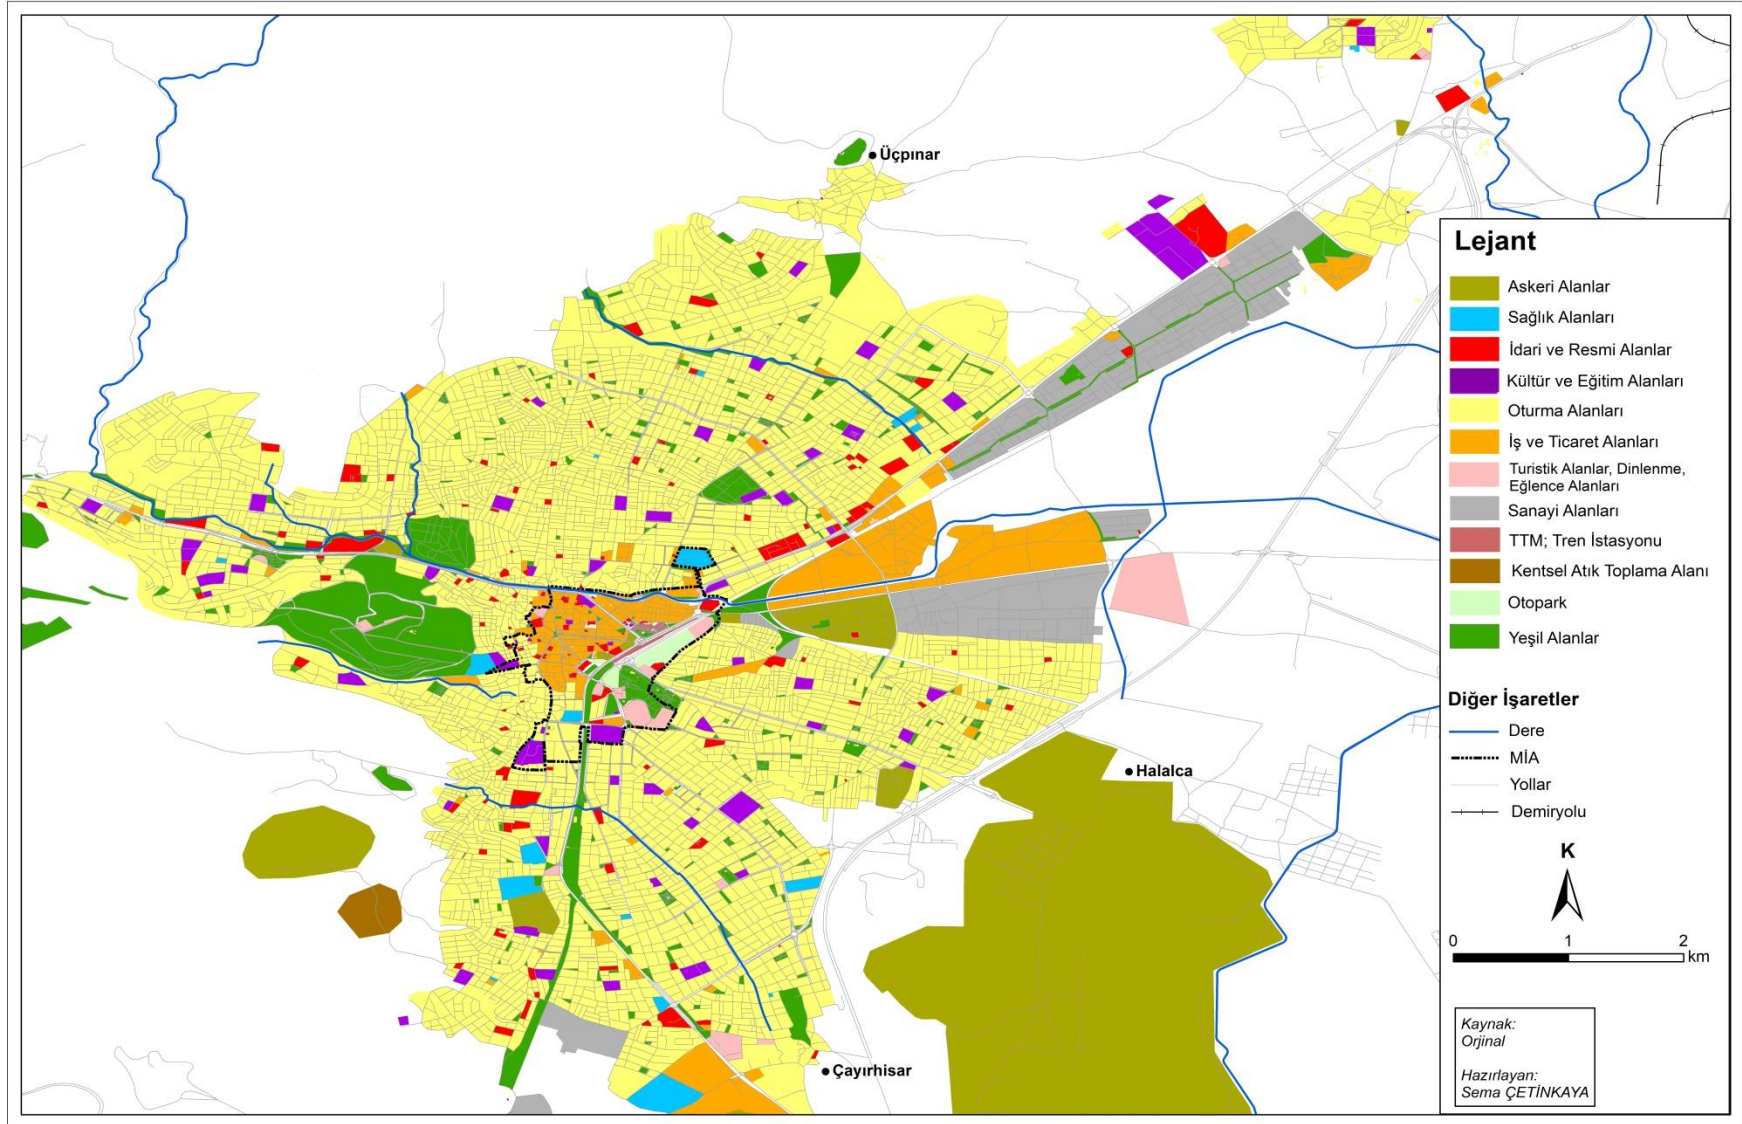 Üçpınar
Halalca
Çayırhisar
Lejant
Askeri Alanlar
Sağlık Alanları
İdari ve Resmi Alanlar
Kültür ve Eğitim Alanları
Oturma Alanları
İş ve Ticaret Alanları
Turistik Alanlar, Dinlenme,
Eğlence Alanları
Sanayi Alanları
TTM; Tren İstasyonu
Kentsel Atık Toplama Alanı
Otopark
Yeşil Alanlar
Diğer İşaretler
Dere
MİA
Yollar
Demiryolu
K
0 1 2
km
Kaynak:
Orjinal
Hazırlayan:
Sema ÇETİNKAYA